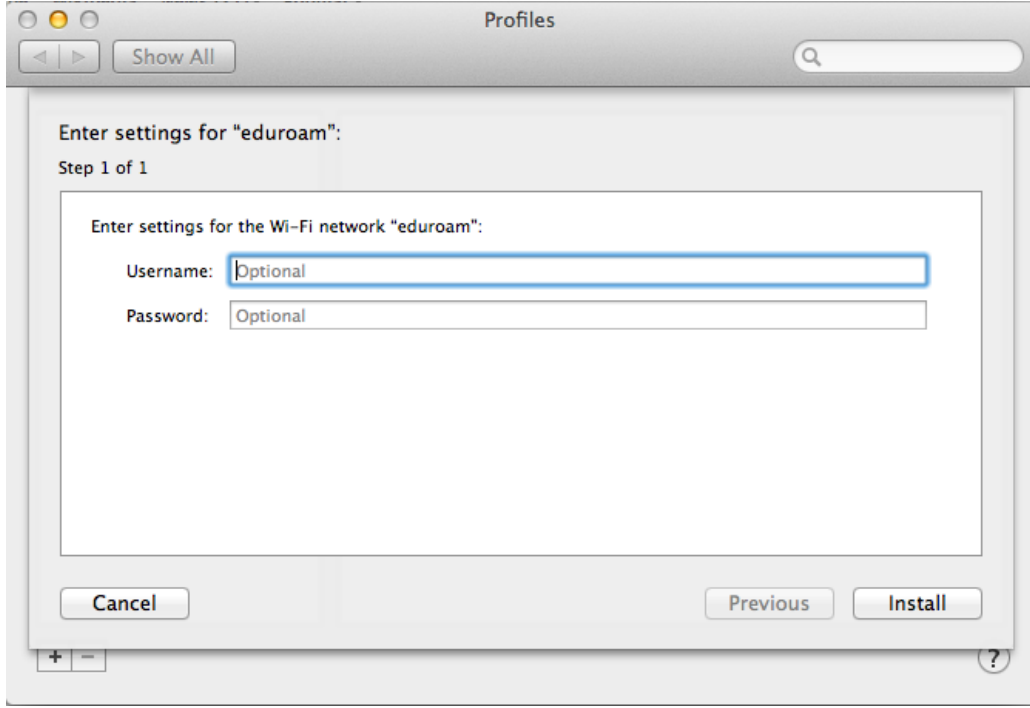 Profiles
Show All
Enter settings for “eduroam”:
Step 1 of 1
Enter settings for the Wi-Fi network “eduroam”:
Username: Optional
Password: Optional
Cancel Previous Install
+ − ?